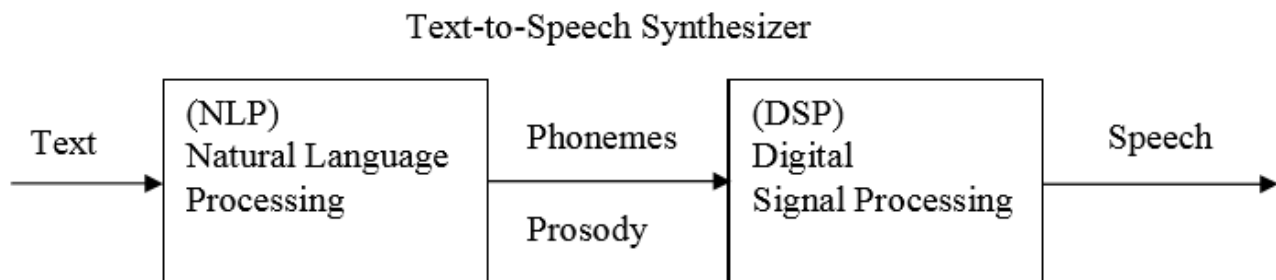 Text-to-Speech Synthesizer
Text
(NLP)
Natural Language
Processing
Phonemes
Prosody
(DSP)
Digital
Signal Processing
Speech